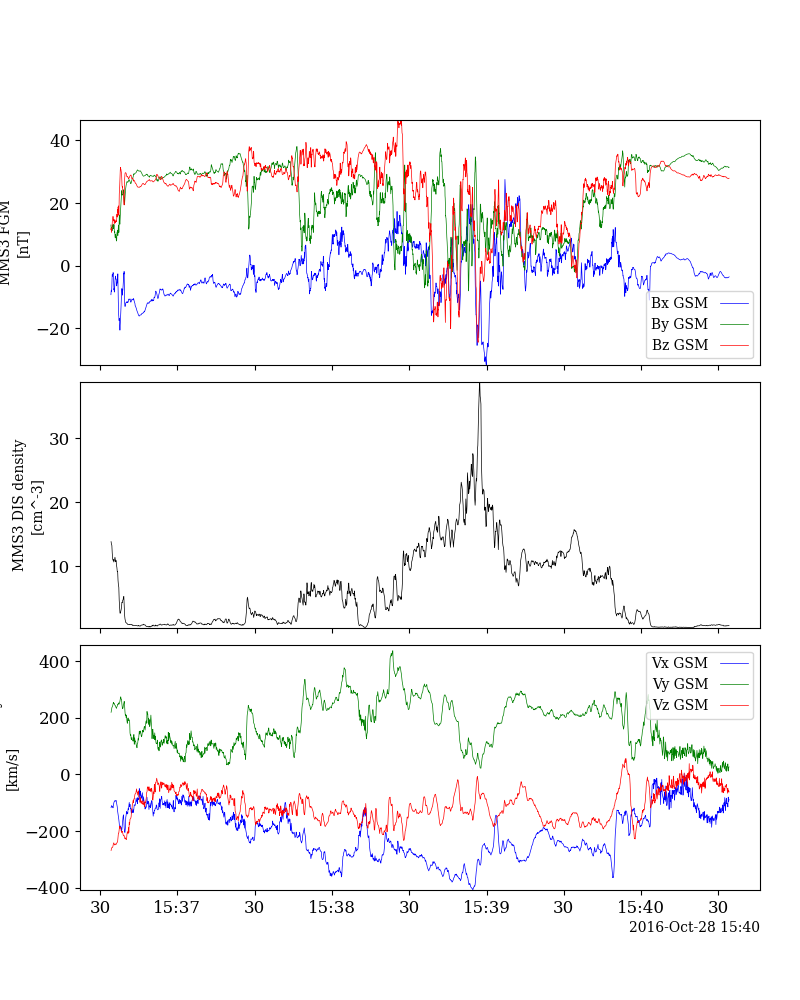 40
20
0
−20
MMS3 FGM
[nT]
Bx GSM
By GSM
Bz GSM
30
20
10
MMS3 DIS density
[cm^-3]
400
200
0
−200
−400
[km/s]
Vx GSM
Vy GSM
Vz GSM
30 15:37 30 15:38 30 15:39 30 15:40 30
2016-Oct-28 15:40